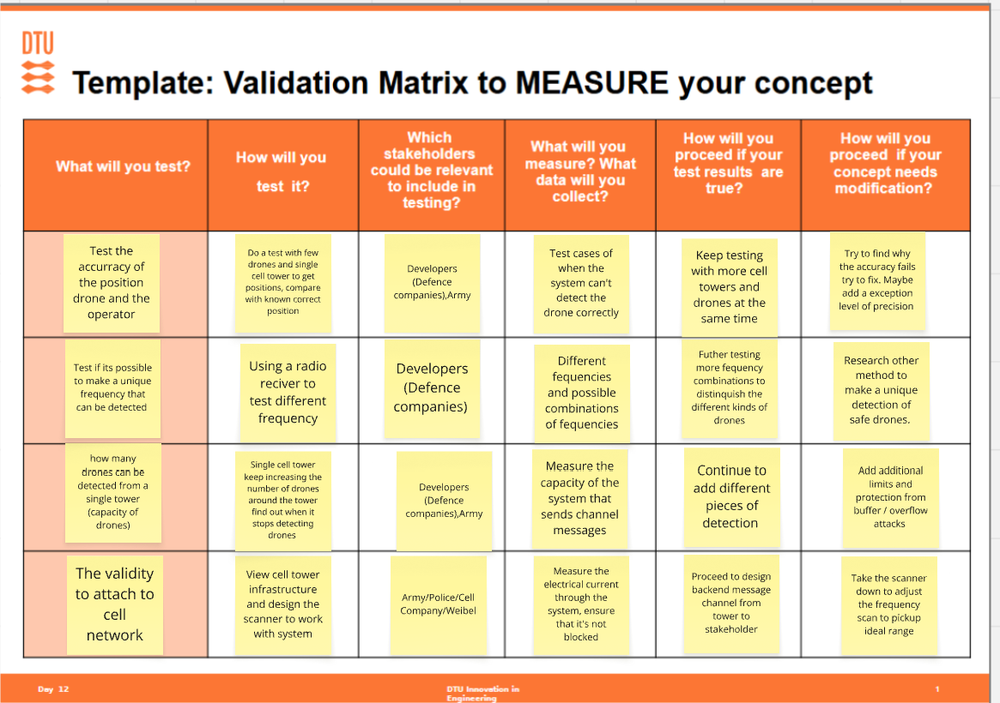 DTU
Template: Validation Matrix to MEASURE your concept
What will you test?
How will you
test it?
Which
stakeholders
could be relevant
to include in
testing?
What will you
measure? What
data will you
collect?
How will you
proceed if your
test results are
true?
How will you
proceed if your
concept needs
modification?
Test the
accurracy of
the position
drone and the
operator
Do a test with few
drones and single
cell tower to get
positions, compare
with known correct
position
Developers
(Defence
companies),Army
Test cases of
when the
system can't
detect the
drone correctly
Keep testing
with more cell
towers and
drones at the
same time
Try to find why
the accuracy fails
try to fix. Maybe
add a exception
level of precision
Test if its possible
to make a unique
frequency that
can be detected
Using a radio
reciver to
test different
frequency
Developers
(Defence
companies)
Different
fequencies
and possible
combinations
of fequencies
Futher testing
more fequency
combinations to
distinquish the
different kinds of
drones
Research other
method to
make a unique
detection of
safe drones.
how many
drones can be
detected from a
single tower
(capacity of
drones)
Single cell tower
keep increasing the
number of drones
around the tower
find out when it
stops detecting
drones
Developers
(Defence
companies),Army
Measure the
capacity of the
system that
sends channel
messages
Continue to
add different
pieces of
detection
Add additional
limits and
protection from
buffer / overflow
attacks
The validity
to attach to
cell
network
View cell tower
infrastructure
and design the
scanner to work
with system
Army/Police/Cell
Company/Weibel
Measure the
electrical current
through the
system, ensure
that it's not
blocked
Proceed to design
backend message
channel from
tower to
stakeholder
Take the scanner
down to adjust
the frequency
scan to pickup
ideal range
Day 12
DTU Innovation in
Engineering
1